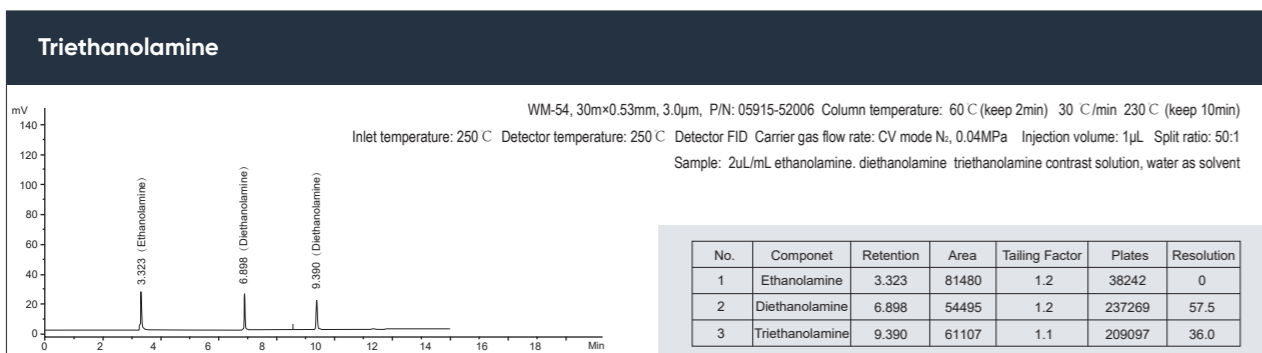 Triethanolamine
WM-54, 30m×0.53mm, 3.0μm, P/N: 05915-52006 Column temperature: 60℃(keep 2min) 30 ℃/min 230℃ (keep 10min)
Inlet temperature: 250℃ Detector temperature: 250℃ Detector FID Carrier gas flow rate: CV mode N₂, 0.04MPa Injection volume: 1μL Split ratio: 50:1
Sample: 2uL/mL ethanolamine. diethanolamine triethanolamine contrast solution, water as solvent
mV
140
120
100
80
60
40
20
0
3.323（Ethanolamine）
6.898（Diethanolamine）
9.390（Diethanolamine）
0 2 4 6 8 10 12 14 16 18 Min
No. Componet Retention Area Tailing Factor Plates Resolution
1 Ethanolamine 3.323 81480 1.2 38242 0
2 Diethanolamine 6.898 54495 1.2 237269 57.5
3 Triethanolamine 9.390 61107 1.1 209097 36.0